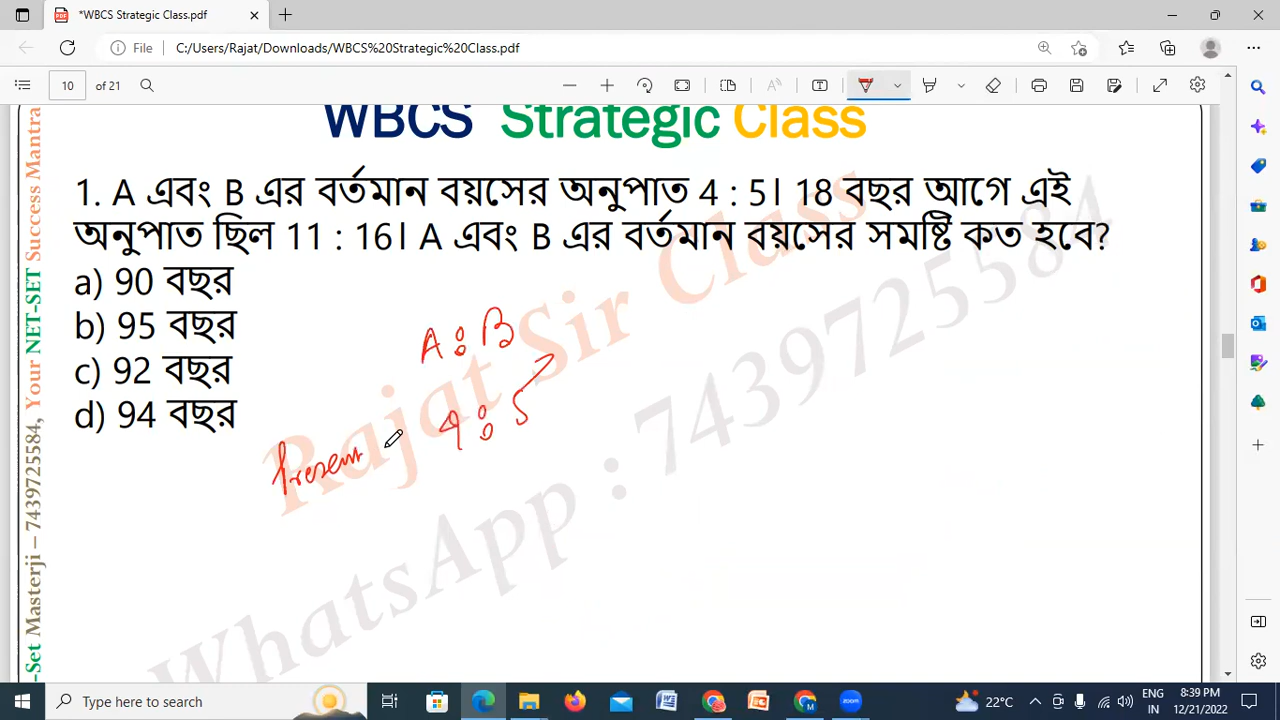 *WBCS Strategic Class.pdf
File C:/Users/Rajat/Downloads/WBCS%20Strategic%20Class.pdf
10 of 21
WBCS Strategic Class
1. A এবং B এর বর্তমান বয়সের অনুপাত 4 : 5। 18 বছর আগে এই
অনুপাত ছিল 11 : 16। A এবং B এর বর্তমান বয়সের সমষ্টি কত হবে?
a) 90 বছর
b) 95 বছর
c) 92 বছর
d) 94 বছর
A : B
Present 4 : 5
Rajat Sir Class
WhatsApp : 7439725584
-Set Masterji – 7439725584, Your NET-SET Success Mantra
Type here to search
22°C
ENG
IN
8:39 PM
12/21/2022
zoom